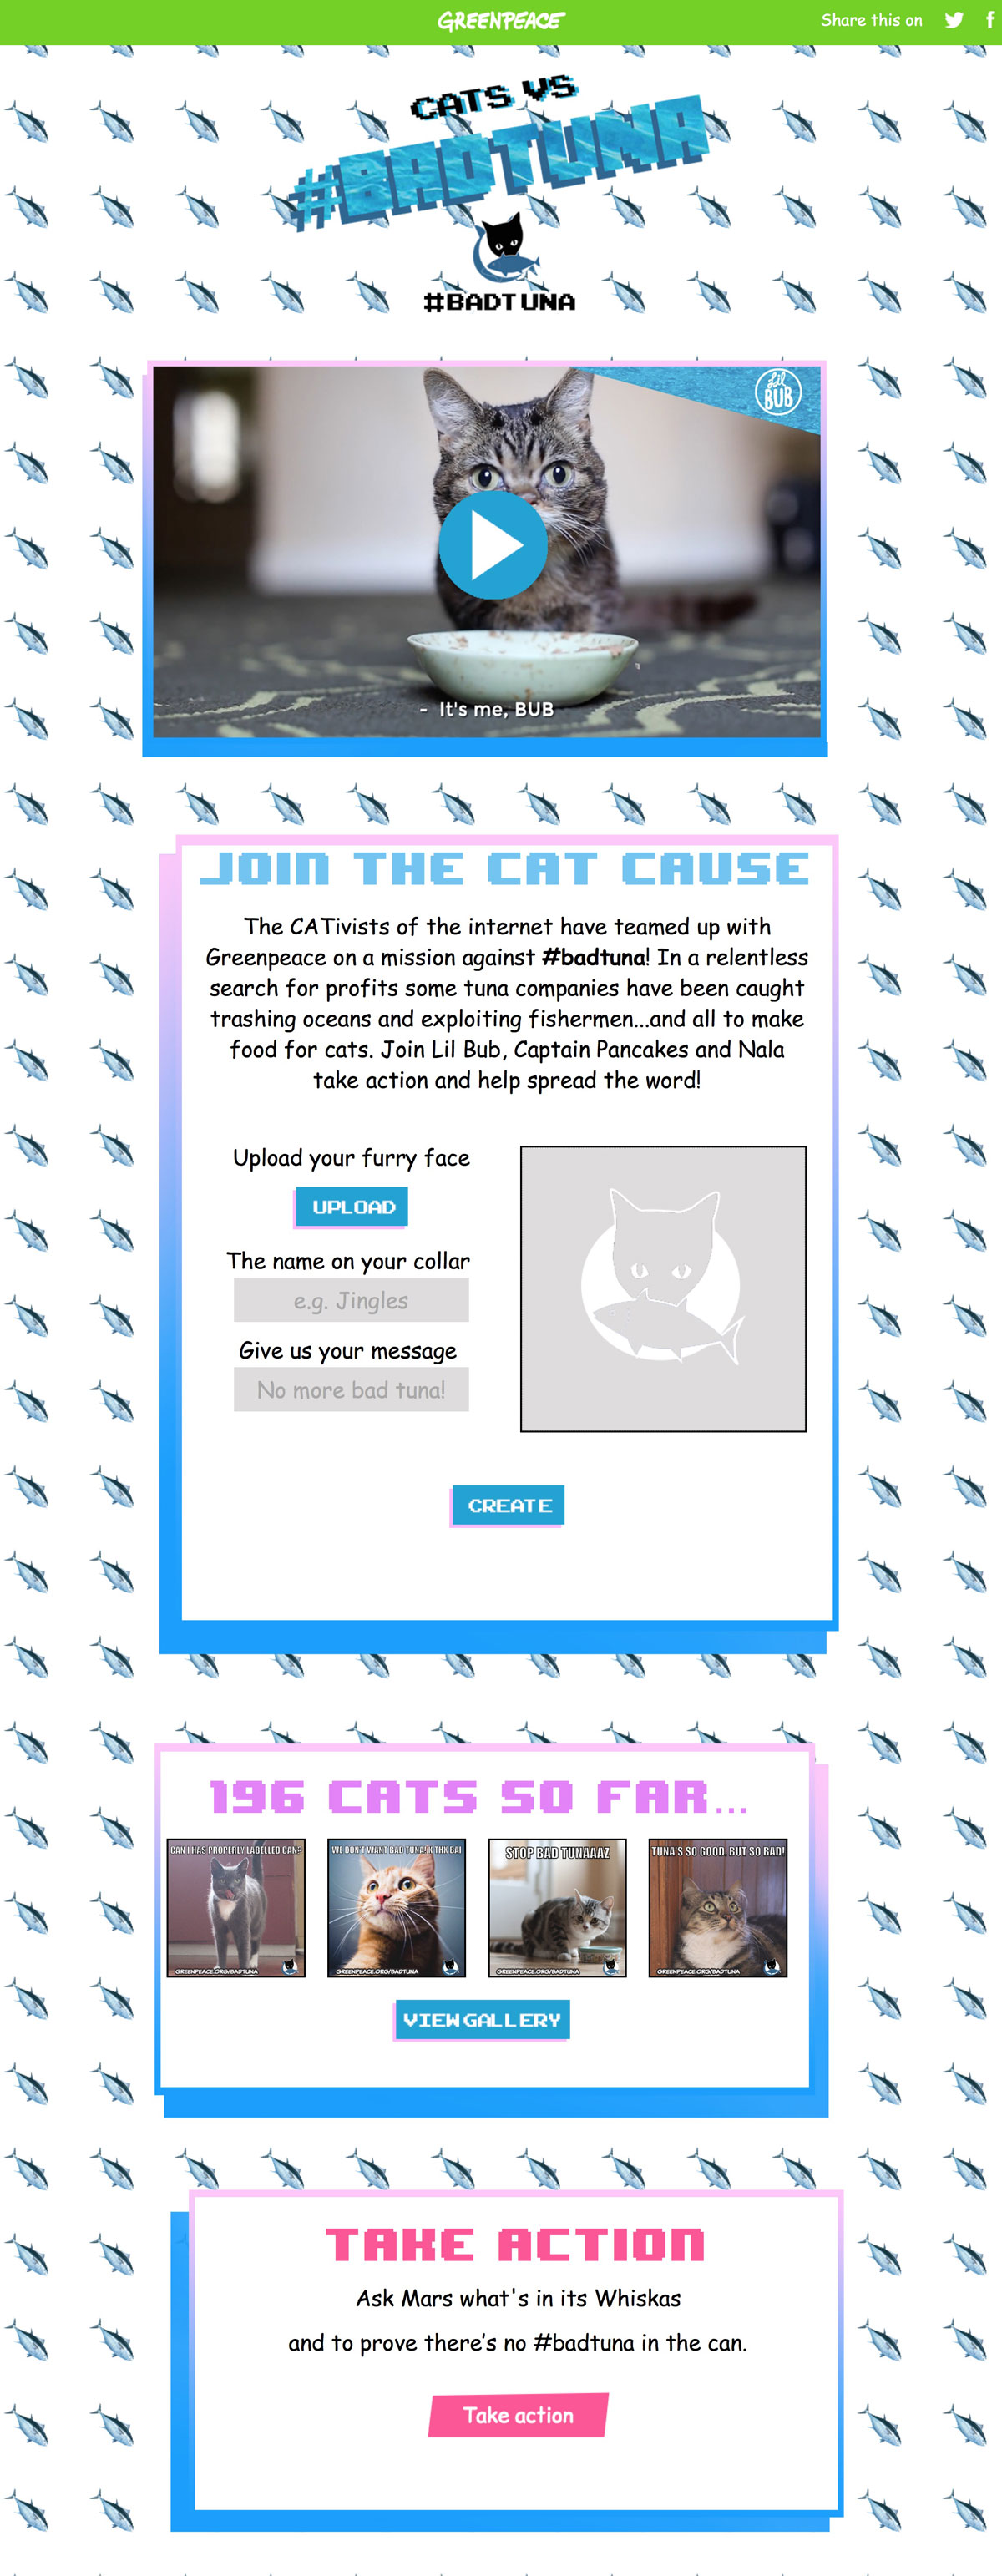 GREENPEACE
Share this on
CATS VS
#BADTUNA
#BADTUNA
Lil
BUB
- It's me, BUB
JOIN THE CAT CAUSE
The CATivists of the internet have teamed up with
Greenpeace on a mission against #badtuna! In a relentless
search for profits some tuna companies have been caught
trashing oceans and exploiting fishermen...and all to make
food for cats. Join Lil Bub, Captain Pancakes and Nala
take action and help spread the word!
Upload your furry face
UPLOAD
The name on your collar
e.g. Jingles
Give us your message
No more bad tuna!
CREATE
196 CATS SO FAR...
CAN I HAS PROPERLY LABELLED CAN?
GREENPEACE.ORG/BADTUNA
WE DON'T WANT BAD TUNA! K THX BAI
GREENPEACE.ORG/BADTUNA
STOP BAD TUNAAAZ
GREENPEACE.ORG/BADTUNA
TUNA'S SO GOOD, BUT SO BAD!
GREENPEACE.ORG/BADTUNA
VIEW GALLERY
TAKE ACTION
Ask Mars what's in its Whiskas
and to prove there's no #badtuna in the can.
Take action